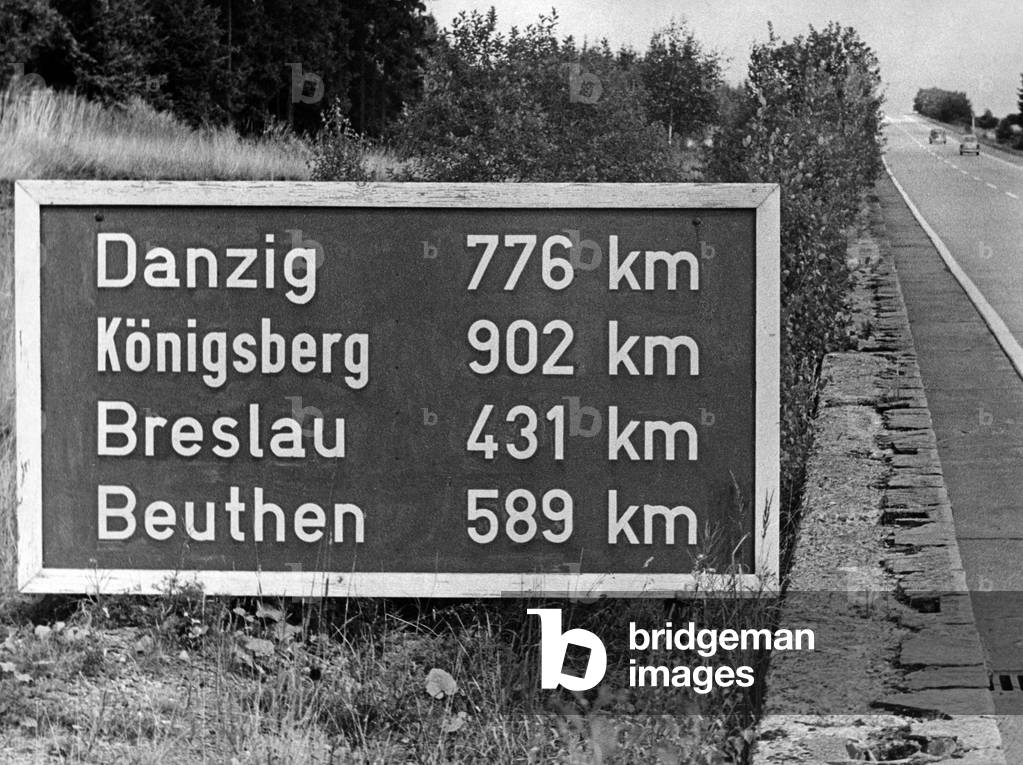 Danzig 776 km
Königsberg 902 km
Breslau 431 km
Beuthen 589 km
b bridgeman
images